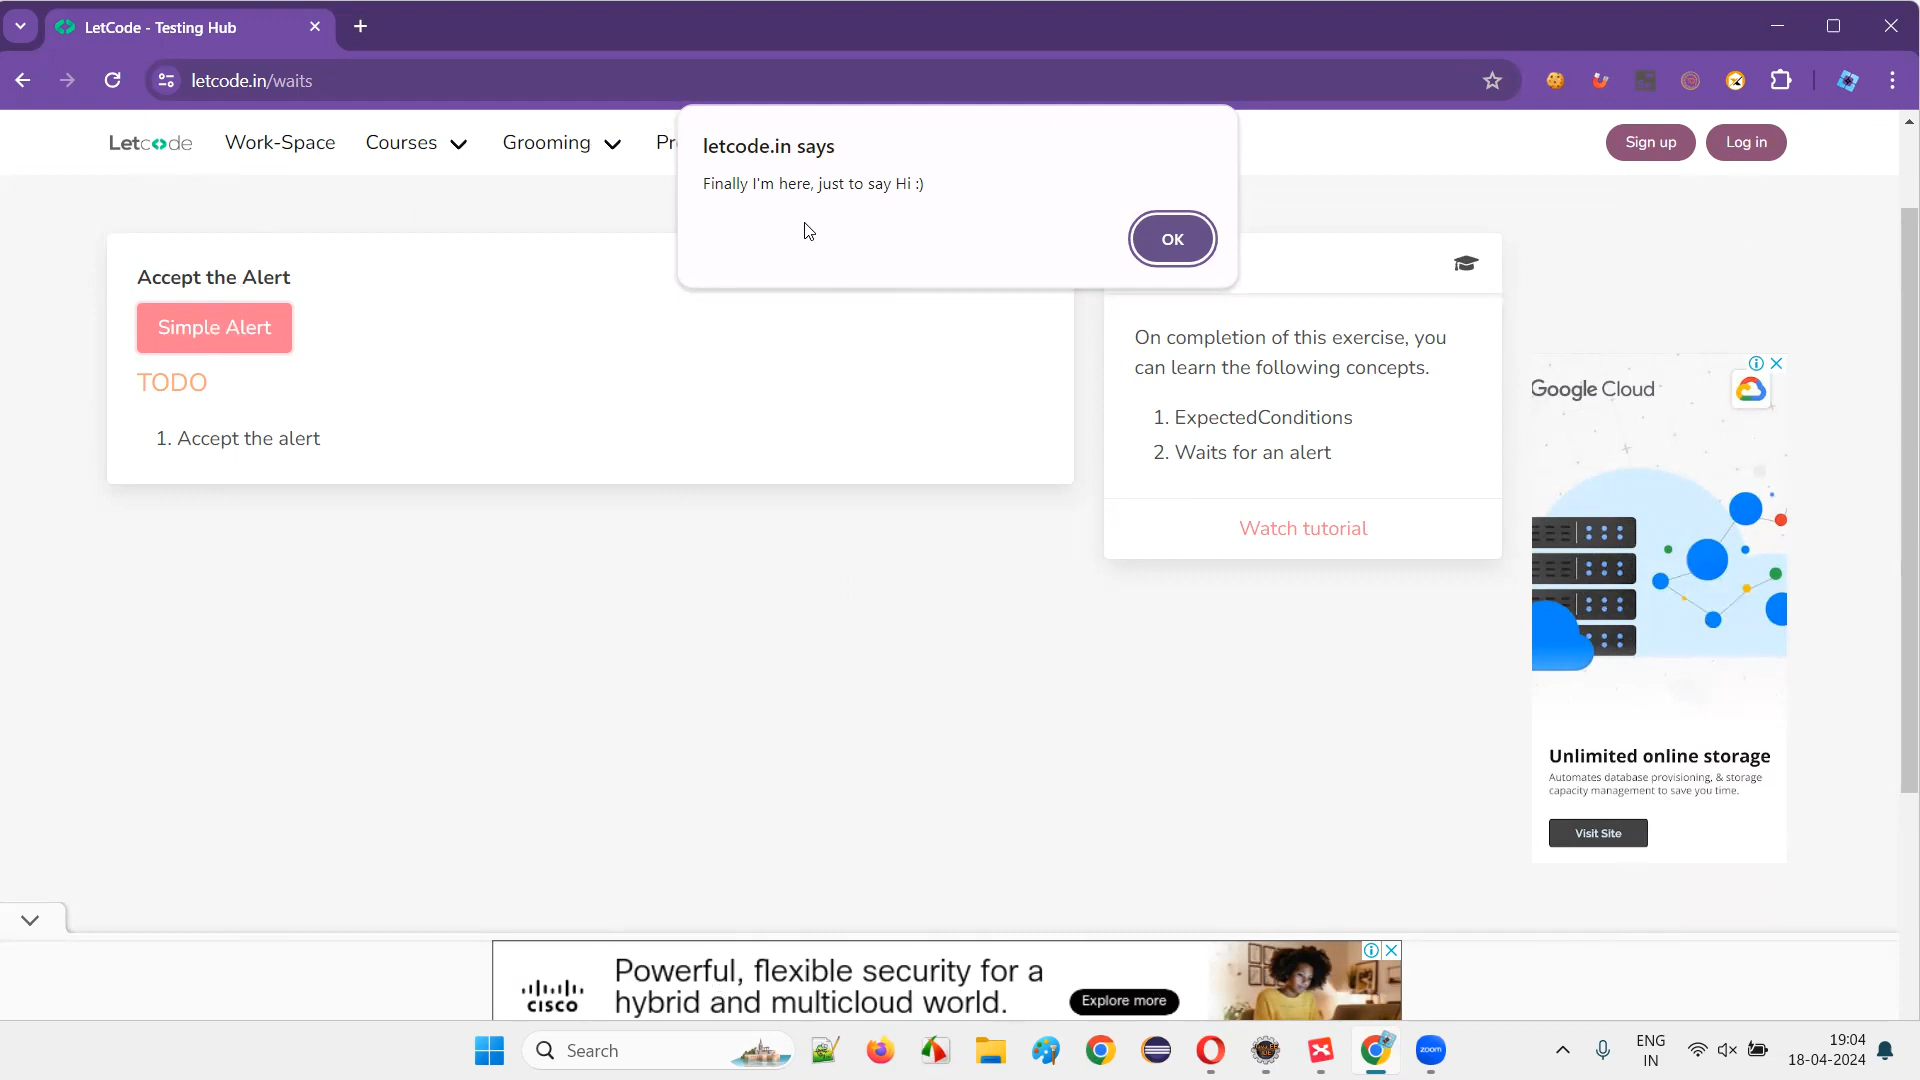 LetCode - Testing Hub
letcode.in/waits
Letcode Work-Space Courses Grooming
Sign up Log in
letcode.in says
Finally I'm here, just to say Hi :)
OK
Accept the Alert
Simple Alert
TODO
1. Accept the alert
On completion of this exercise, you
can learn the following concepts.
1. ExpectedConditions
2. Waits for an alert
Watch tutorial
Google Cloud
Unlimited online storage
Automates database provisioning, & storage
capacity management to save you time.
Visit Site
CISCO
Powerful, flexible security for a
hybrid and multicloud world.
Explore more
Search
zoom
ENG
IN
19:04
18-04-2024